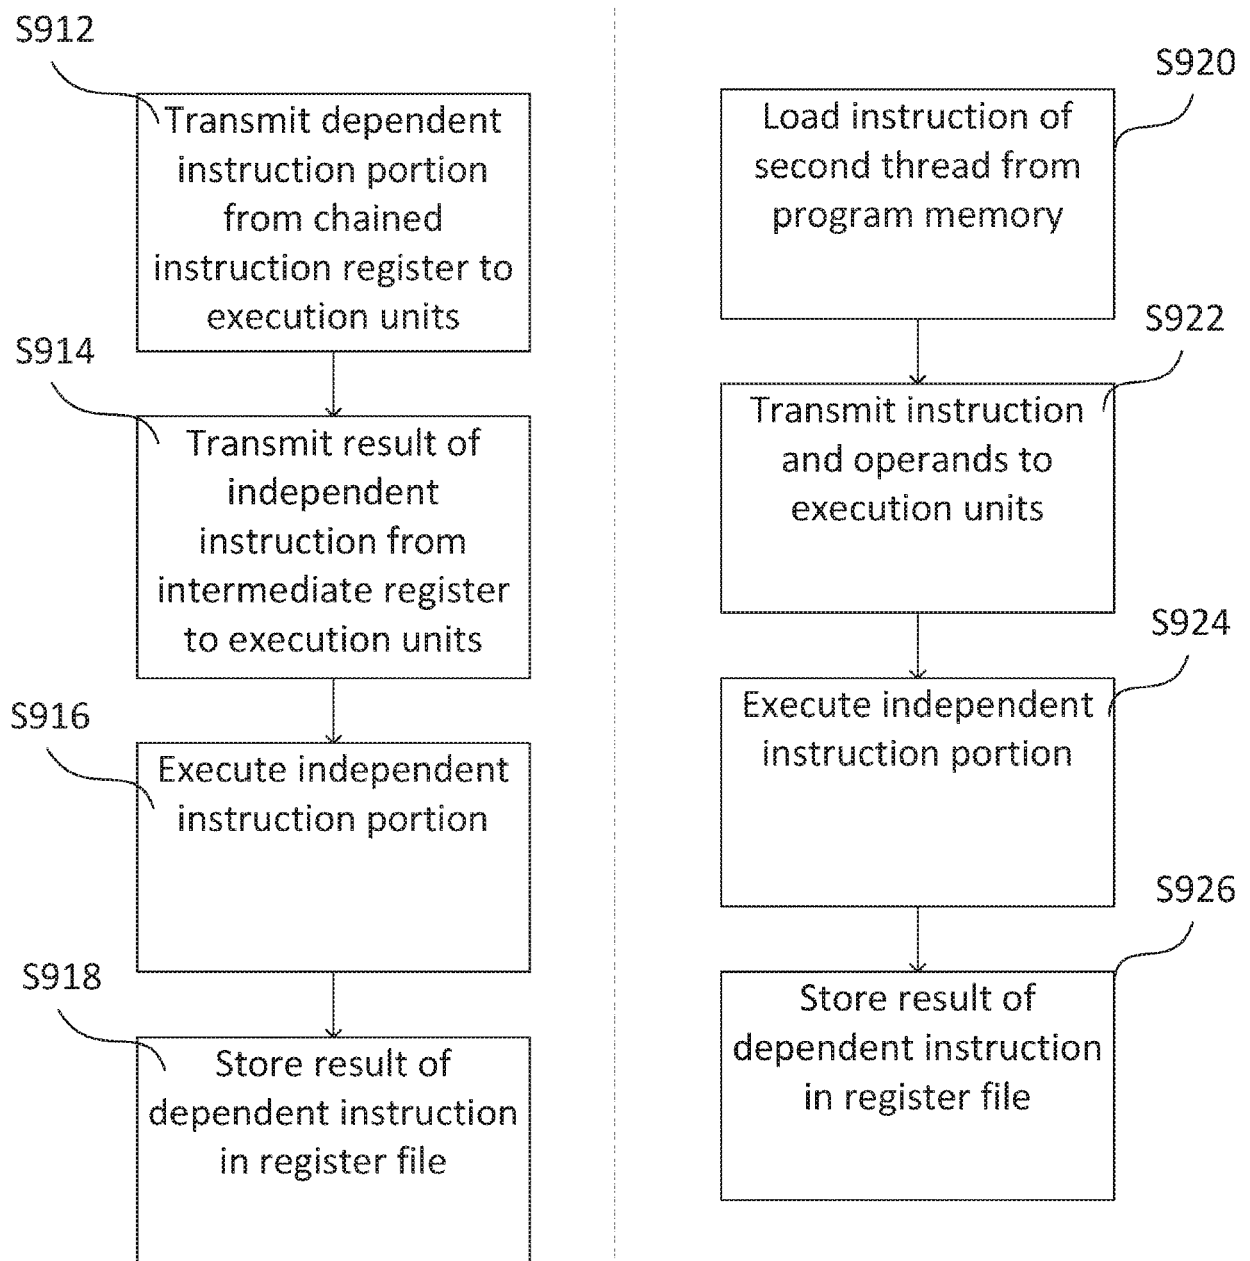 S912
Transmit dependent
instruction portion
from chained
instruction register to
execution units
S914
Transmit result of
independent
instruction from
intermediate register
to execution units
S916
Execute independent
instruction portion
S918
Store result of
dependent instruction
in register file
S920
Load instruction of
second thread from
program memory
S922
Transmit instruction
and operands to
execution units
S924
Execute independent
instruction portion
S926
Store result of
dependent instruction
in register file